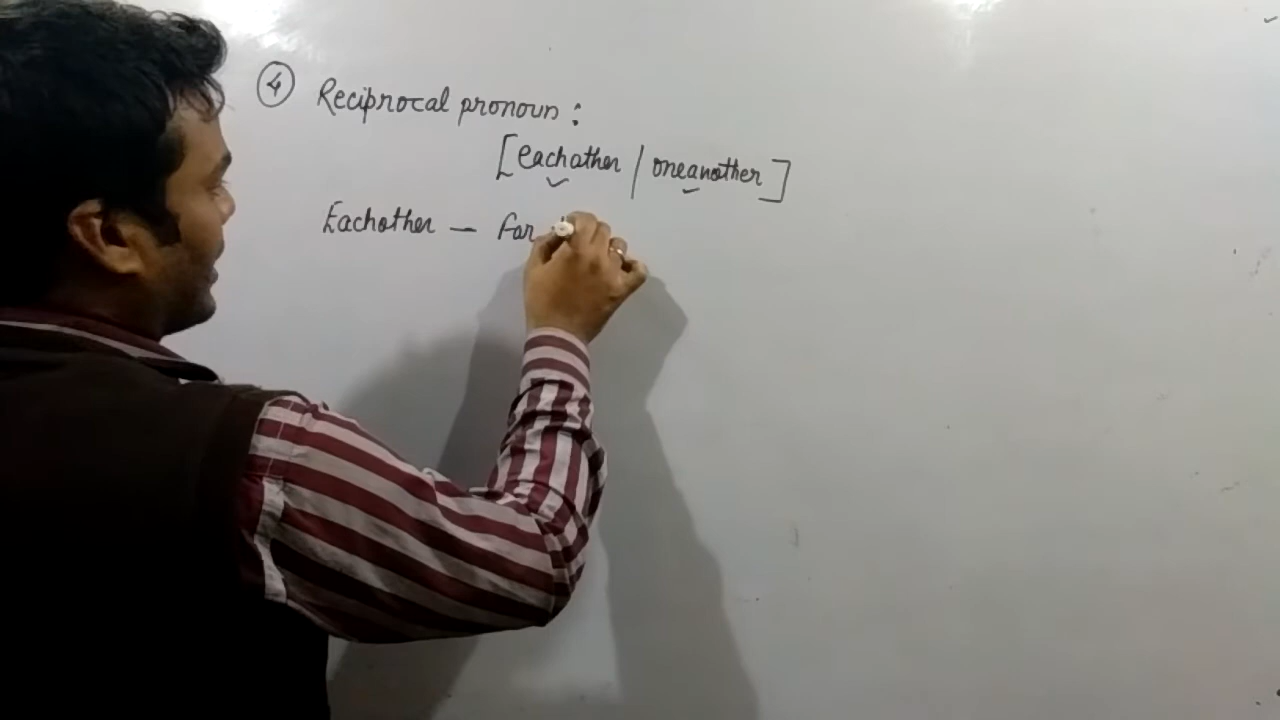 ④ Reciprocal pronoun :
[eachother / oneanother]
Eachother — For